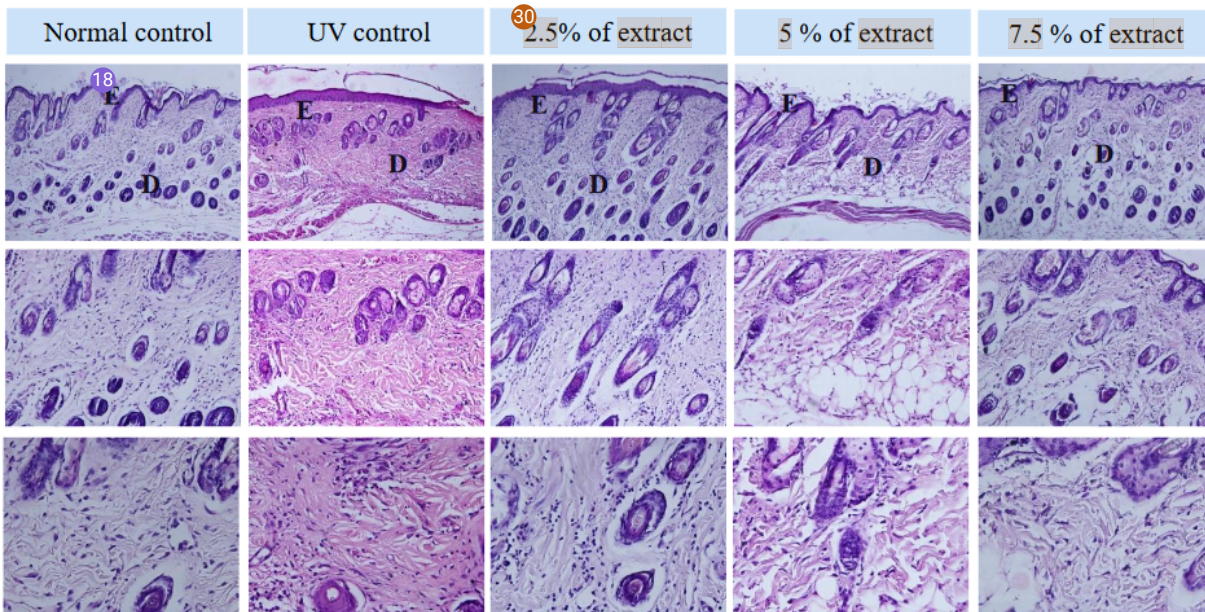 30
Normal control
UV control
2.5% of extract
5 % of extract
7.5 % of extract
18
E
E
E
E
E
D
D
D
D
D